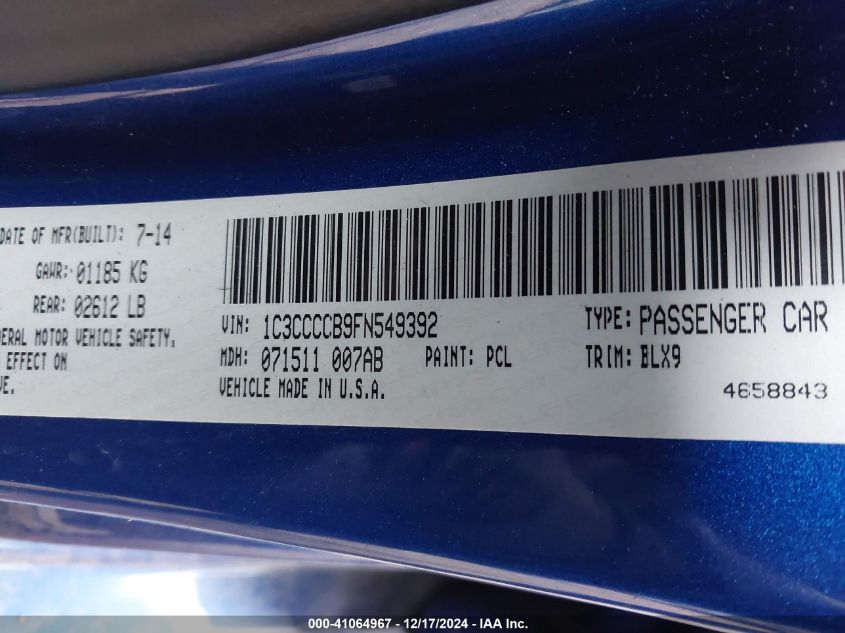 DATE OF MFR(BUILT): 7-14
GAWR: 01185 KG
REAR: 02612 LB
DERAL MOTOR VEHICLE SAFETY,
EFFECT ON
VE.
VIN: 1C3CCCCB9FN549392
TYPE: PASSENGER CAR
MDH: 071511 007AB
PAINT: PCL
TRIM: BLX9
VEHICLE MADE IN U.S.A.
4658843
000-41064967 - 12/17/2024 - IAA Inc.